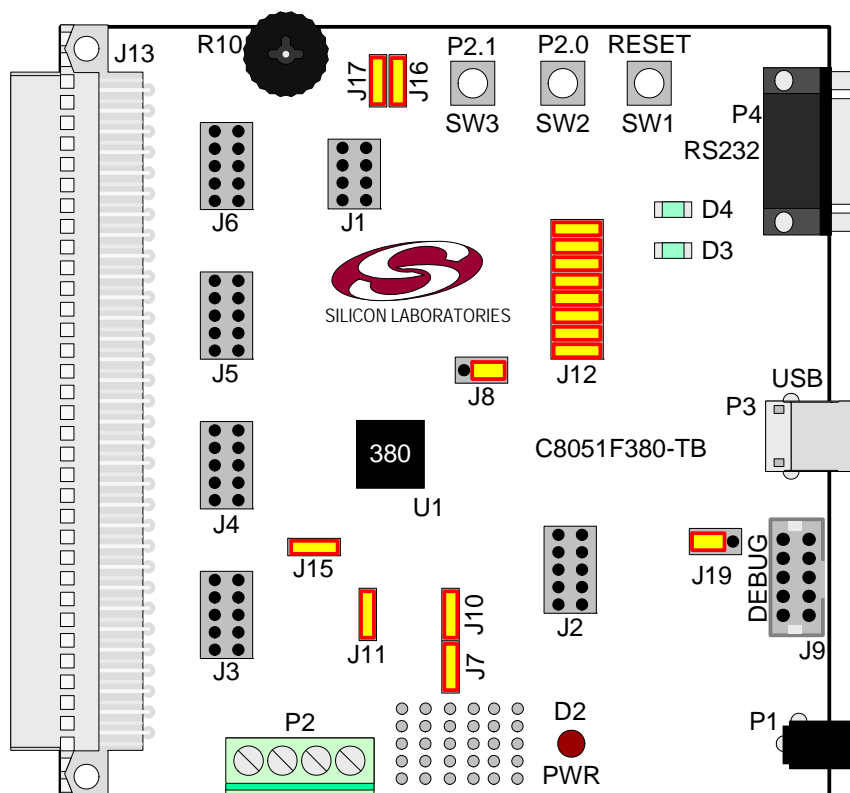 J13
R10
J17
J16
P2.1
P2.0
RESET
SW3
SW2
SW1
P4
RS232
J6
J1
D4
D3
SILICON LABORATORIES
J5
J8
J12
USB
P3
380
C8051F380-TB
U1
J4
J15
J19
DEBUG
J9
J3
J11
J10
J7
J2
P2
D2
PWR
P1